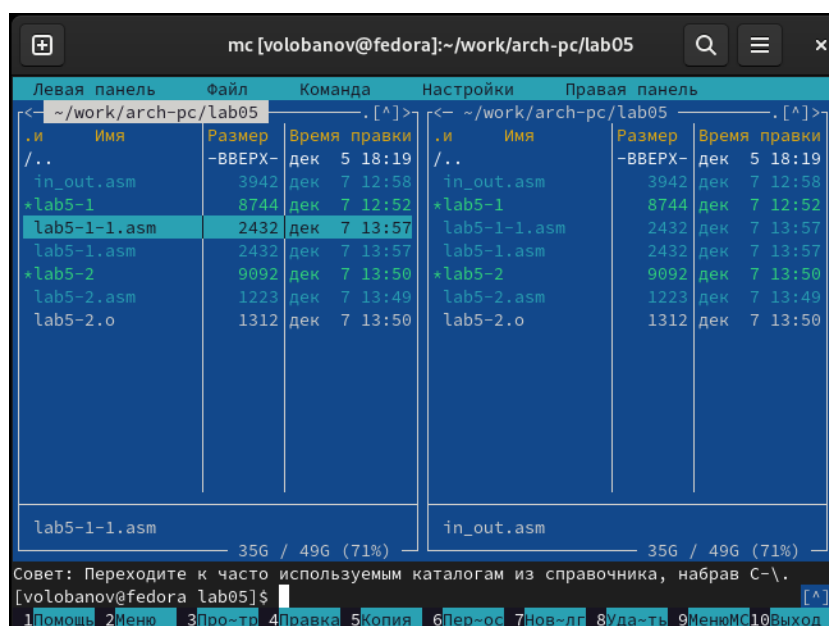 mc [volobanov@fedora]:~/work/arch-pc/lab05
Левая панель Файл Команда Настройки Правая панель
<─ ~/work/arch-pc/lab05 ─.[^]> <─ ~/work/arch-pc/lab05 ─.[^]>
.и Имя Размер Время правки .и Имя Размер Время правки
/.. -ВВЕРХ- дек 5 18:19 /.. -ВВЕРХ- дек 5 18:19
in_out.asm 3942 дек 7 12:58 in_out.asm 3942 дек 7 12:58
*lab5-1 8744 дек 7 12:52 *lab5-1 8744 дек 7 12:52
lab5-1-1.asm 2432 дек 7 13:57 lab5-1-1.asm 2432 дек 7 13:57
lab5-1.asm 2432 дек 7 13:57 lab5-1.asm 2432 дек 7 13:57
*lab5-2 9092 дек 7 13:50 *lab5-2 9092 дек 7 13:50
lab5-2.asm 1223 дек 7 13:49 lab5-2.asm 1223 дек 7 13:49
lab5-2.o 1312 дек 7 13:50 lab5-2.o 1312 дек 7 13:50
lab5-1-1.asm in_out.asm
35G / 49G (71%) 35G / 49G (71%)
Совет: Переходите к часто используемым каталогам из справочника, набрав C-\.
[volobanov@fedora lab05]$ [^]
1Помощь 2Меню 3Про~тр 4Правка 5Копия 6Пер~ос 7Нов~лг 8Уда~ть 9МенюMC 10Выход